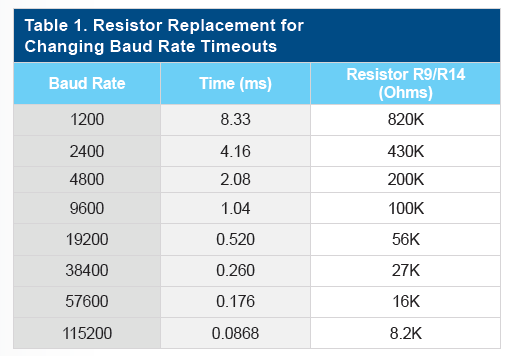 Table 1. Resistor Replacement for
Changing Baud Rate Timeouts
Baud Rate Time (ms) Resistor R9/R14
(Ohms)
1200 8.33 820K
2400 4.16 430K
4800 2.08 200K
9600 1.04 100K
19200 0.520 56K
38400 0.260 27K
57600 0.176 16K
115200 0.0868 8.2K